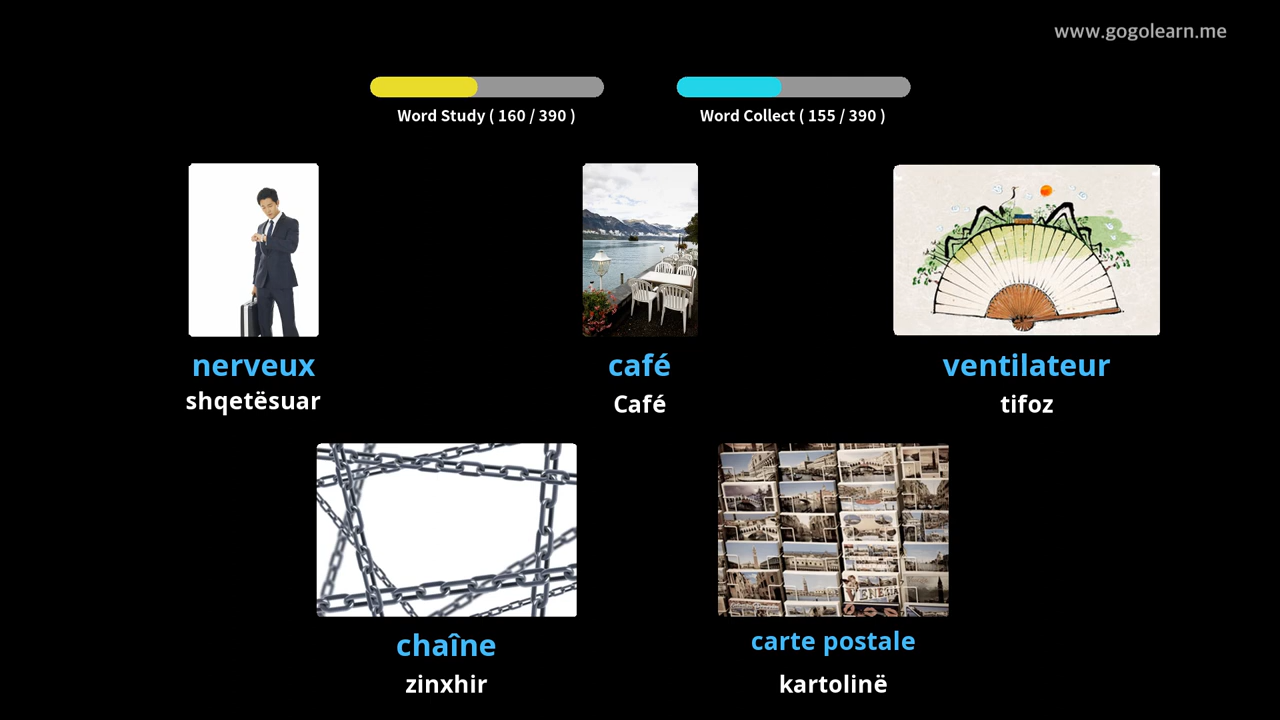 www.gogolearn.me
Word Study ( 160 / 390 )
Word Collect ( 155 / 390 )
nerveux
shqetësuar
café
Café
ventilateur
tifoz
chaîne
zinxhir
carte postale
kartolinë